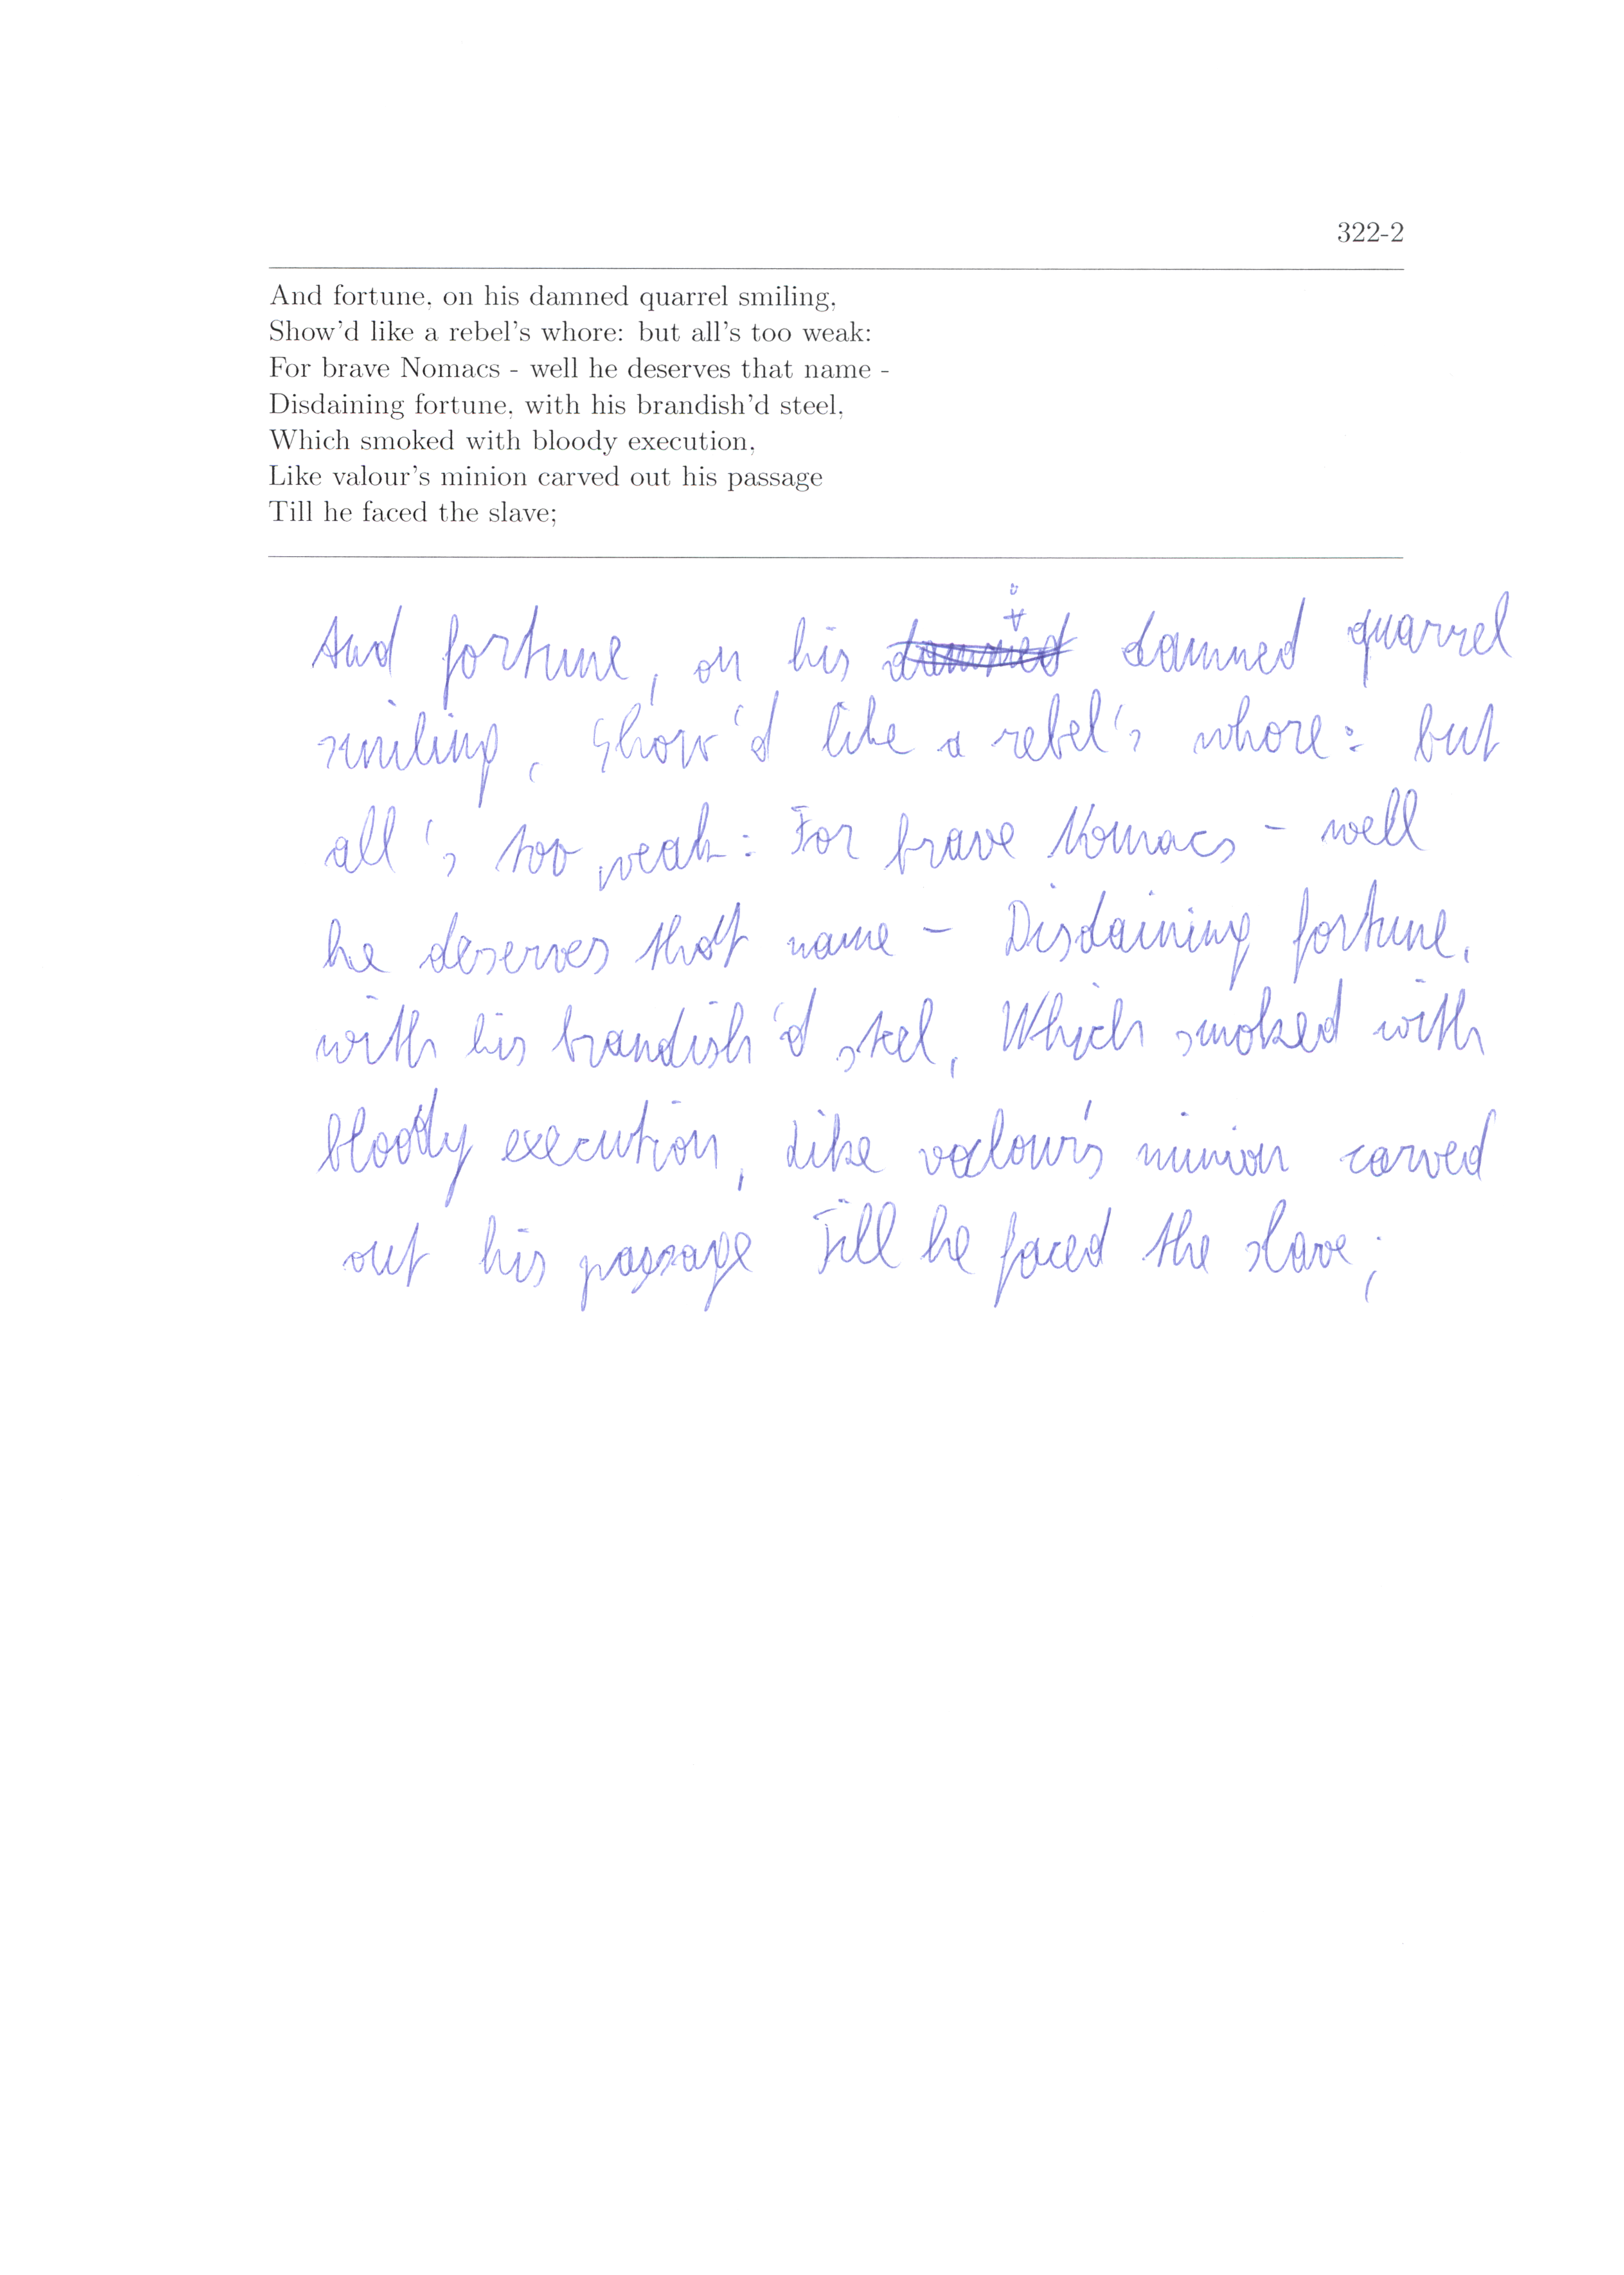 322-2
And fortune, on his damned quarrel smiling,
Show'd like a rebel's whore: but all's too weak:
For brave Nomacs - well he deserves that name -
Disdaining fortune, with his brandish'd steel,
Which smoked with bloody execution,
Like valour's minion carved out his passage
Till he faced the slave;
And fortune, on his damned quarrel
smiling, Show'd like a rebel's whore: but
all's too weak: For brave Nomacs - well
he deserves that name - Disdaining fortune,
with his brandish'd steel, Which smoked with
bloody execution, Like valour's minion carved
out his passage Till he faced the slave;